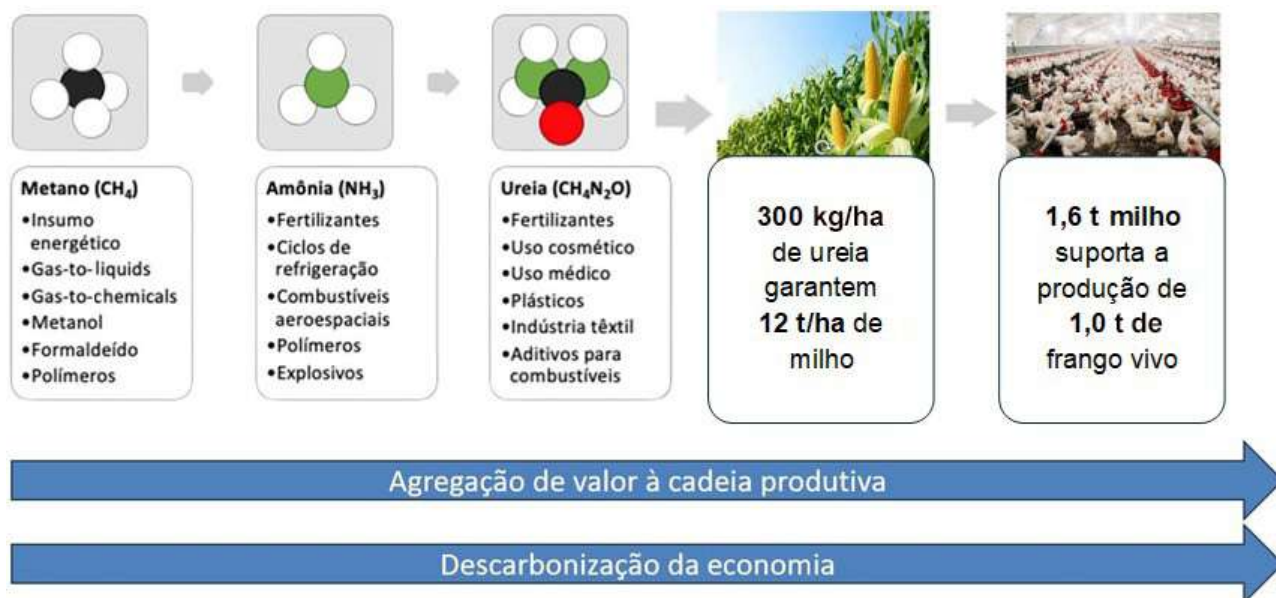 Metano (CH₄)
•Insumo
energético
•Gas-to-liquids
•Gas-to-chemicals
•Metanol
•Formaldeído
•Polímeros
Amônia (NH₃)
•Fertilizantes
•Ciclos de
refrigeração
•Combustíveis
aeroespaciais
•Polímeros
•Explosivos
Ureia (CH₄N₂O)
•Fertilizantes
•Uso cosmético
•Uso médico
•Plásticos
•Indústria têxtil
•Aditivos para
combustíveis
300 kg/ha
de ureia
garantem
12 t/ha de
milho
1,6 t milho
suporta a
produção de
1,0 t de
frango vivo
Agregação de valor à cadeia produtiva
Descarbonização da economia